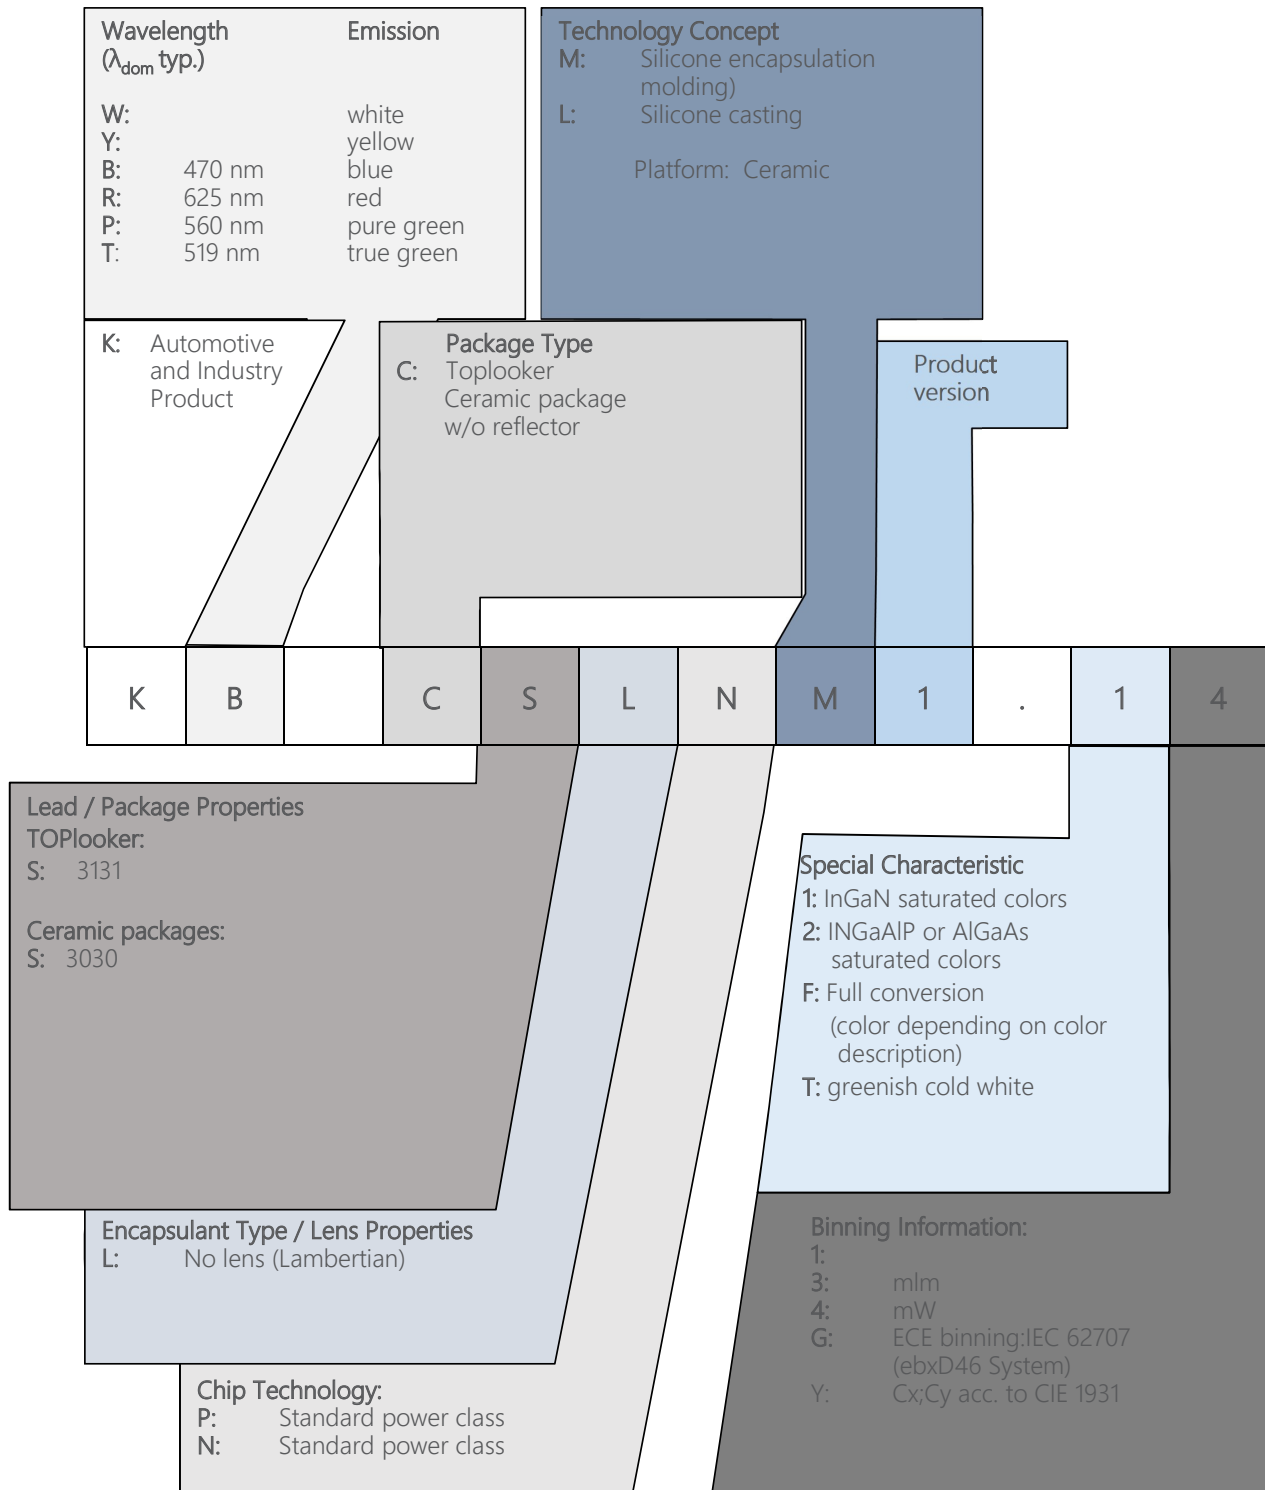 Wavelength Emission
(λdom typ.)
W: white
Y: yellow
B: 470 nm blue
R: 625 nm red
P: 560 nm pure green
T: 519 nm true green
Technology Concept
M: Silicone encapsulation
molding)
L: Silicone casting
Platform: Ceramic
K: Automotive
and Industry
Product
Package Type
C: Toplooker
Ceramic package
w/o reflector
Product
version
K B C S L N M 1 . 1 4
Lead / Package Properties
TOPlooker:
S: 3131
Ceramic packages:
S: 3030
Special Characteristic
1: InGaN saturated colors
2: INGaAlP or AlGaAs
saturated colors
F: Full conversion
(color depending on color
description)
T: greenish cold white
Encapsulant Type / Lens Properties
L: No lens (Lambertian)
Binning Information:
1:
3: mlm
4: mW
G: ECE binning:IEC 62707
(ebxD46 System)
Y: Cx;Cy acc. to CIE 1931
Chip Technology:
P: Standard power class
N: Standard power class